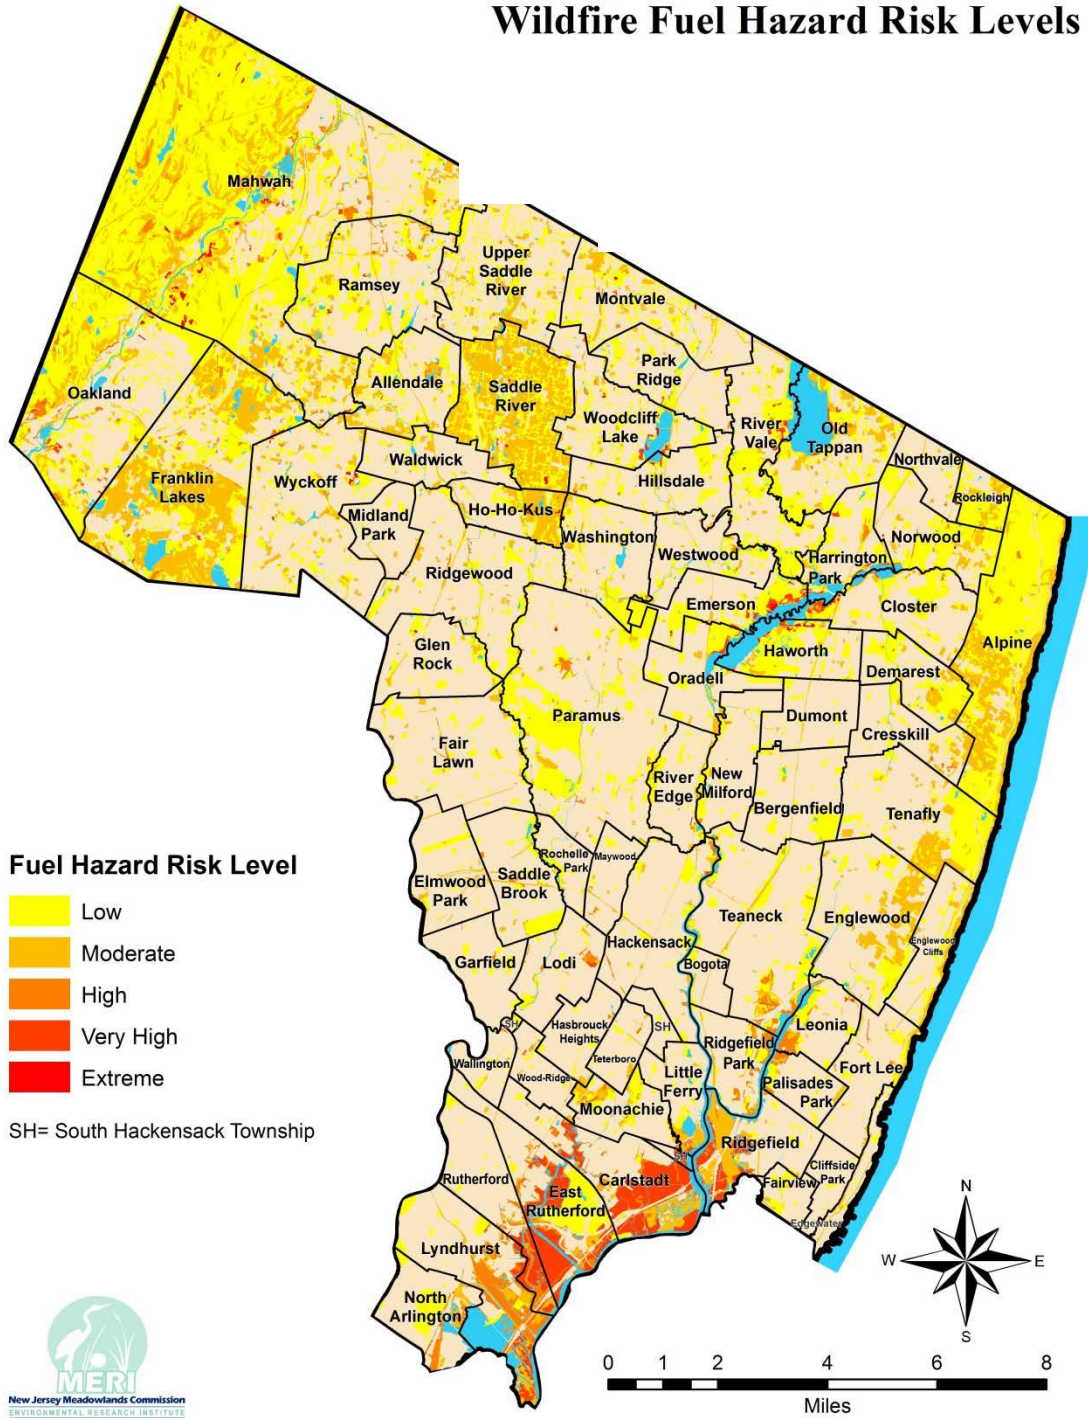 Wildfire Fuel Hazard Risk Levels
Mahwah
Upper
Saddle
River
Ramsey
Montvale
Park
Ridge
Oakland
Allendale
Saddle
River
Woodcliff
Lake
River
Vale
Old
Tappan
Northvale
Waldwick
Franklin
Lakes
Wyckoff
Hillsdale
Rockleigh
Ho-Ho-Kus
Midland
Park
Washington
Westwood
Norwood
Harrington
Park
Ridgewood
Emerson
Closter
Glen
Rock
Haworth
Alpine
Oradell
Demarest
Paramus
Dumont
Cresskill
Fair
Lawn
River
Edge
New
Milford
Bergenfield
Tenafly
Rochelle
Park
Maywood
Elmwood
Park
Saddle
Brook
Teaneck
Englewood
Englewood
Cliffs
Hackensack
Garfield
Lodi
Bogota
SH
Hasbrouck
Heights
SH
Leonia
Teterboro
Ridgefield
Park
Wallington
Wood-Ridge
Little
Ferry
Fort Lee
Palisades
Park
Moonachie
Ridgefield
SH
Cliffside
Park
Rutherford
Carlstadt
Fairview
East
Rutherford
Edgewater
Lyndhurst
North
Arlington
Fuel Hazard Risk Level
Low
Moderate
High
Very High
Extreme
SH= South Hackensack Township
N
W
E
S
0 1 2 4 6 8
Miles
MERI
New Jersey Meadowlands Commission
ENVIRONMENTAL RESEARCH INSTITUTE